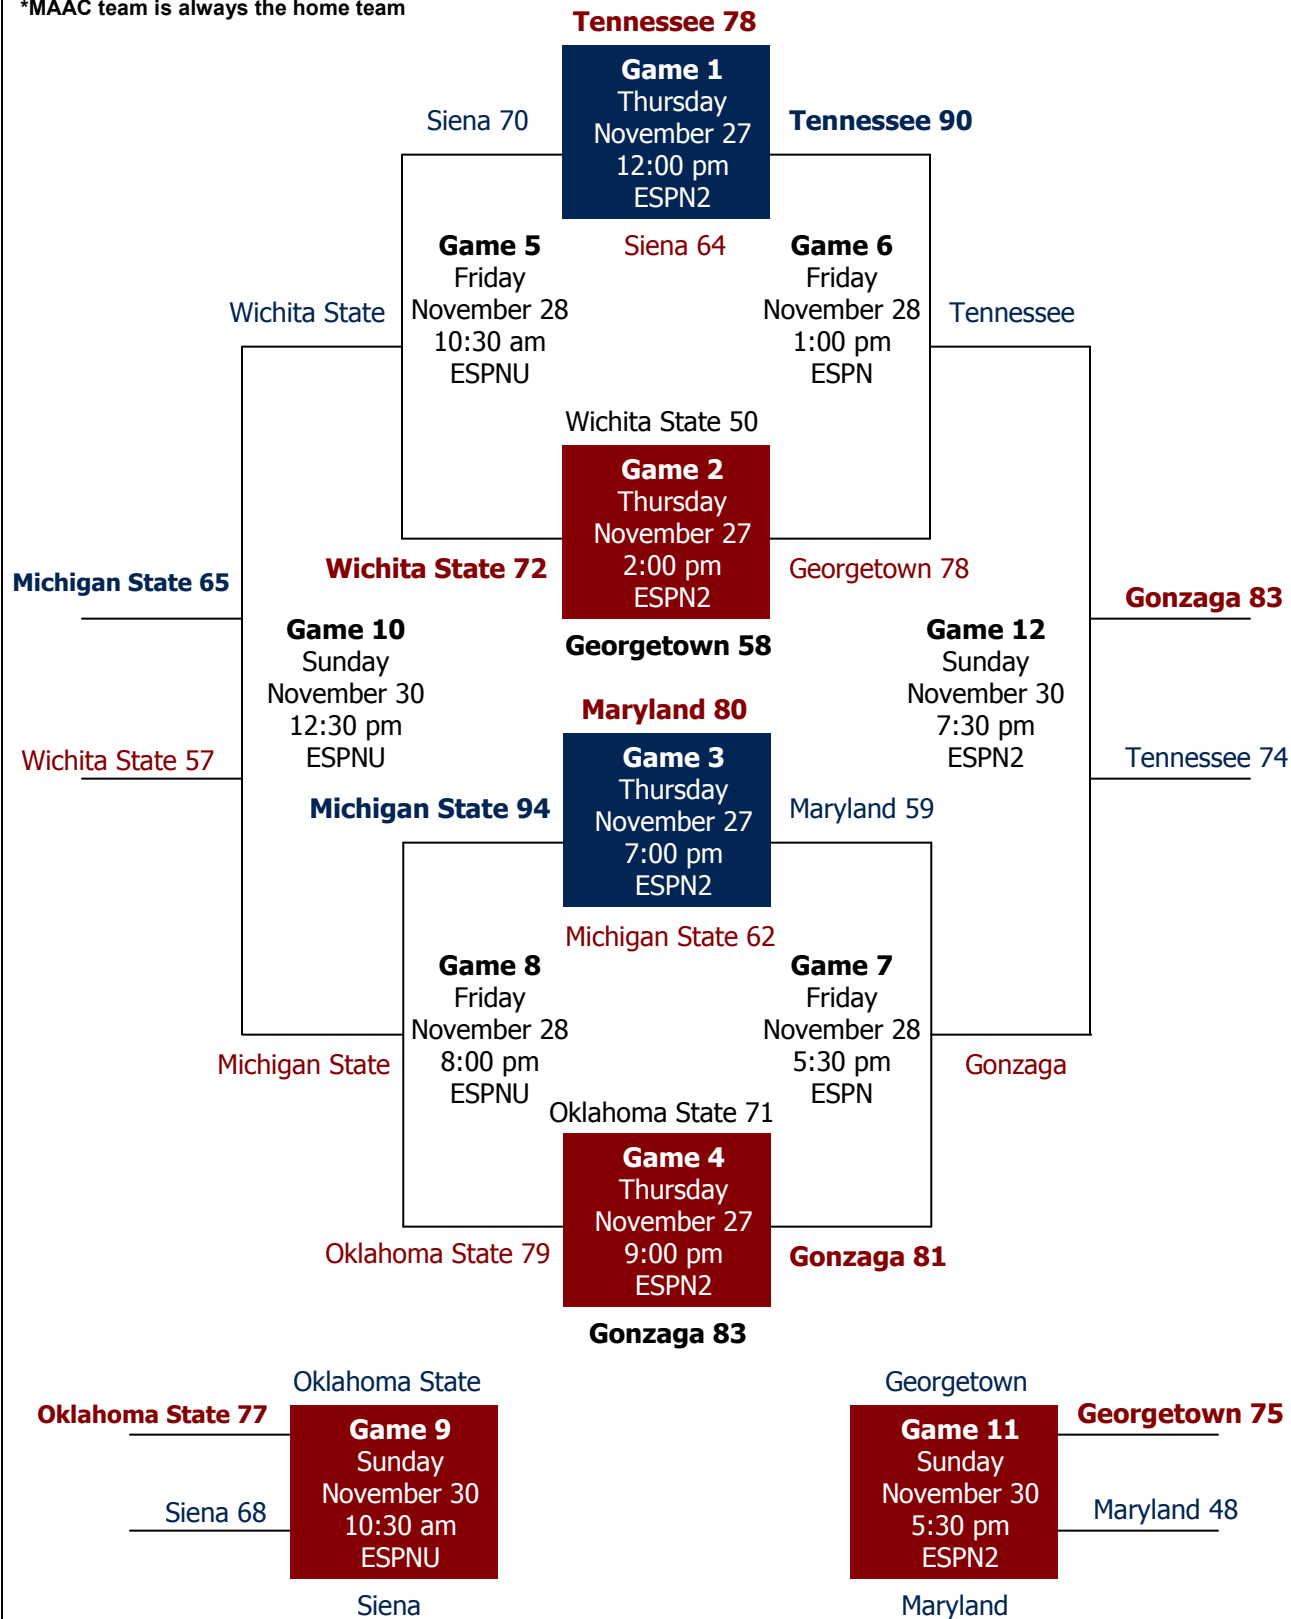 *MAAC team is always the home team
Tennessee 78
Game 1
Thursday
November 27
12:00 pm
ESPN2
Siena 70
Tennessee 90
Siena 64
Game 5
Friday
November 28
10:30 am
ESPNU
Game 6
Friday
November 28
1:00 pm
ESPN
Wichita State
Tennessee
Wichita State 50
Game 2
Thursday
November 27
2:00 pm
ESPN2
Wichita State 72
Georgetown 78
Georgetown 58
Michigan State 65
Gonzaga 83
Game 10
Sunday
November 30
12:30 pm
ESPNU
Game 12
Sunday
November 30
7:30 pm
ESPN2
Wichita State 57
Tennessee 74
Maryland 80
Game 3
Thursday
November 27
7:00 pm
ESPN2
Michigan State 94
Maryland 59
Michigan State 62
Game 8
Friday
November 28
8:00 pm
ESPNU
Game 7
Friday
November 28
5:30 pm
ESPN
Michigan State
Gonzaga
Oklahoma State 71
Game 4
Thursday
November 27
9:00 pm
ESPN2
Oklahoma State 79
Gonzaga 81
Gonzaga 83
Oklahoma State
Oklahoma State 77
Game 9
Sunday
November 30
10:30 am
ESPNU
Siena 68
Siena
Georgetown
Game 11
Sunday
November 30
5:30 pm
ESPN2
Georgetown 75
Maryland 48
Maryland